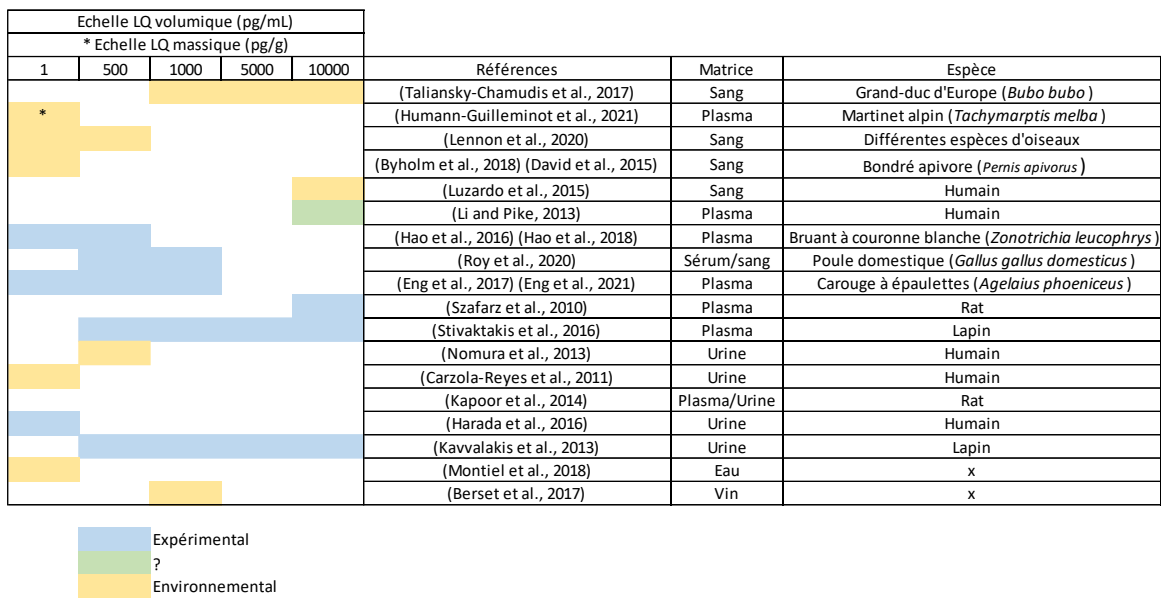 Echelle LQ volumique (pg/mL)
* Echelle LQ massique (pg/g)
1 500 1000 5000 10000 Références Matrice Espèce
(Taliansky-Chamudis et al., 2017) Sang Grand-duc d'Europe (Bubo bubo)
* (Humann-Guilleminot et al., 2021) Plasma Martinet alpin (Tachymarptis melba)
(Lennon et al., 2020) Sang Différentes espèces d'oiseaux
(Byholm et al., 2018) (David et al., 2015) Sang Bondré apivore (Pernis apivorus)
(Luzardo et al., 2015) Sang Humain
(Li and Pike, 2013) Plasma Humain
(Hao et al., 2016) (Hao et al., 2018) Plasma Bruant à couronne blanche (Zonotrichia leucophrys)
(Roy et al., 2020) Sérum/sang Poule domestique (Gallus gallus domesticus)
(Eng et al., 2017) (Eng et al., 2021) Plasma Carouge à épaulettes (Agelaius phoeniceus)
(Szafarz et al., 2010) Plasma Rat
(Stivaktakis et al., 2016) Plasma Lapin
(Nomura et al., 2013) Urine Humain
(Carzola-Reyes et al., 2011) Urine Humain
(Kapoor et al., 2014) Plasma/Urine Rat
(Harada et al., 2016) Urine Humain
(Kavvalakis et al., 2013) Urine Lapin
(Montiel et al., 2018) Eau x
(Berset et al., 2017) Vin x
Expérimental
?
Environnemental